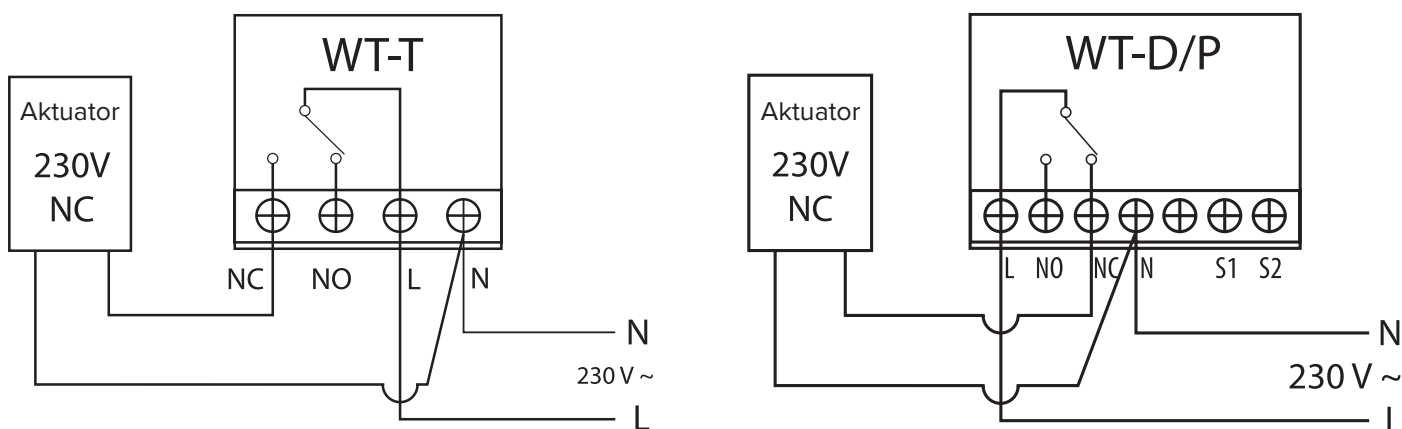 WT-T
Aktuator
230V
NC
NC NO L N
N
230 V ~
L
WT-D/P
Aktuator
230V
NC
L NO NC N S1 S2
N
230 V ~
L